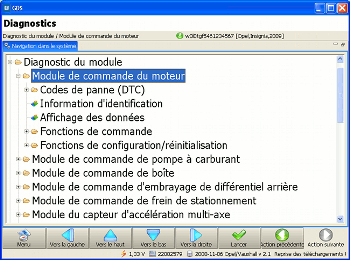 GDS
Diagnostics
Diagnostic du module / Module de commande du moteur
w3Etgf5461234567 [Opel,Insignia,2009]
Navigation dans le système
Diagnostic du module
Module de commande du moteur
Codes de panne (DTC)
Information d'identification
Affichage des données
Fonctions de commande
Fonctions de configuration/réinitialisation
Module de commande de pompe à carburant
Module de commande de boîte
Module de commande d'embrayage de différentiel arrière
Module de commande de frein de stationnement
Module du capteur d'accélération multi-axe
Menu
Vers la gauche
Vers le haut
Vers le bas
Vers la droite
Lancer
Action précédente
Action suivante
1,33 V
22002579
2008-11-06
Opel/Vauxhall v 2.1
Reprise des téléchargements !